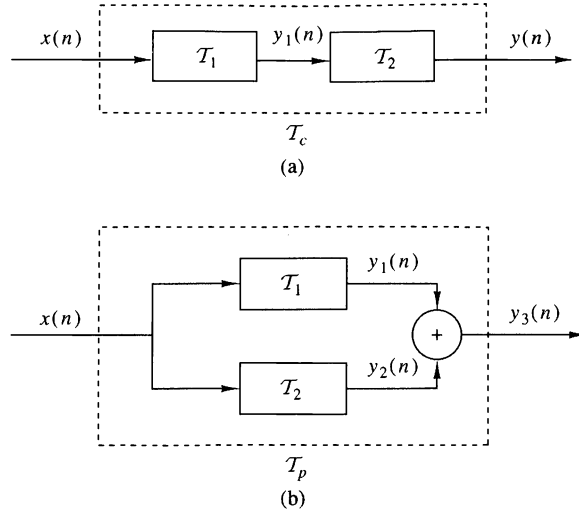 x(n) y₁(n) y(n)
𝒯₁ 𝒯₂
𝒯c
(a)
y₁(n)
𝒯₁
x(n) + y₃(n)
y₂(n)
𝒯₂
𝒯p
(b)